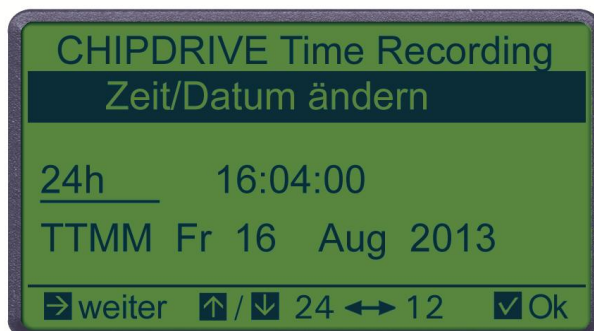 CHIPDRIVE Time Recording
Zeit/Datum ändern
24h 16:04:00
TTMM Fr 16 Aug 2013
→ weiter ↑ / ↓ 24 ↔ 12 ✓ Ok